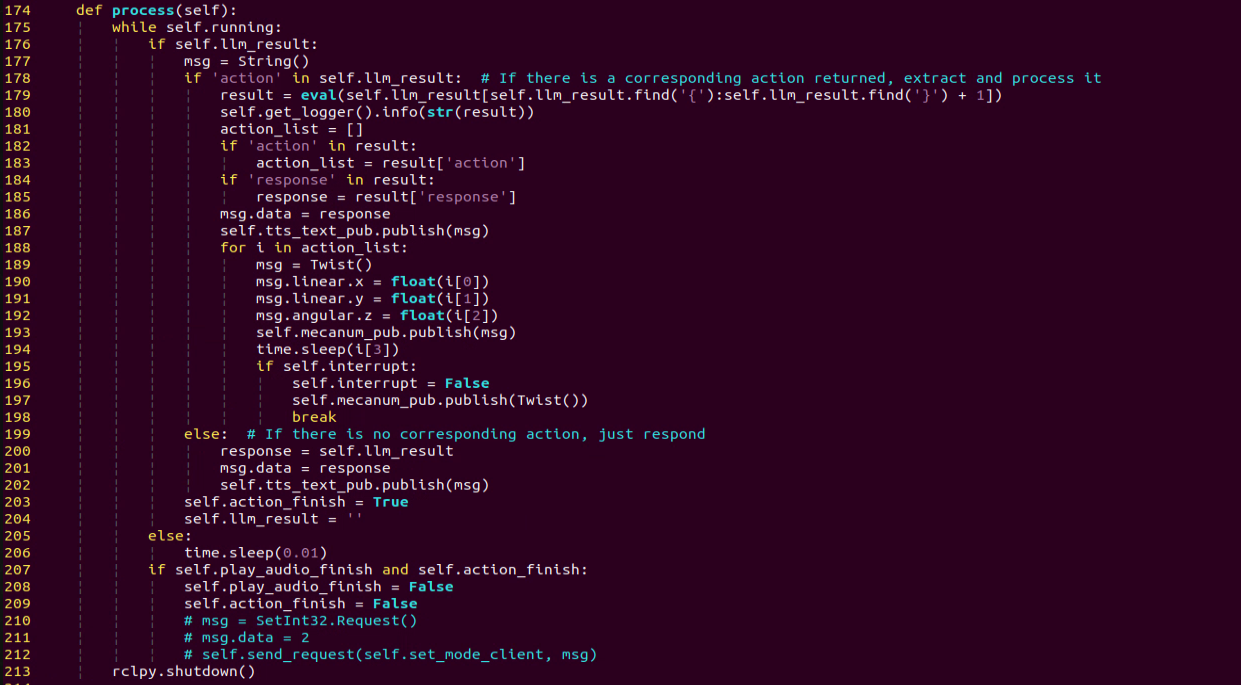 174     def process(self):
175         while self.running:
176             if self.llm_result:
177                 msg = String()
178                 if 'action' in self.llm_result:  # If there is a corresponding action returned, extract and process it
179                     result = eval(self.llm_result[self.llm_result.find('{'):self.llm_result.find('}') + 1])
180                     self.get_logger().info(str(result))
181                     action_list = []
182                     if 'action' in result:
183                         action_list = result['action']
184                     if 'response' in result:
185                         response = result['response']
186                     msg.data = response
187                     self.tts_text_pub.publish(msg)
188                     for i in action_list:
189                         msg = Twist()
190                         msg.linear.x = float(i[0])
191                         msg.linear.y = float(i[1])
192                         msg.angular.z = float(i[2])
193                         self.mecanum_pub.publish(msg)
194                         time.sleep(i[3])
195                         if self.interrupt:
196                             self.interrupt = False
197                             self.mecanum_pub.publish(Twist())
198                             break
199                 else:  # If there is no corresponding action, just respond
200                     response = self.llm_result
201                     msg.data = response
202                     self.tts_text_pub.publish(msg)
203                 self.action_finish = True
204                 self.llm_result = ''
205             else:
206                 time.sleep(0.01)
207             if self.play_audio_finish and self.action_finish:
208                 self.play_audio_finish = False
209                 self.action_finish = False
210                 # msg = SetInt32.Request()
211                 # msg.data = 2
212                 # self.send_request(self.set_mode_client, msg)
213         rclpy.shutdown()